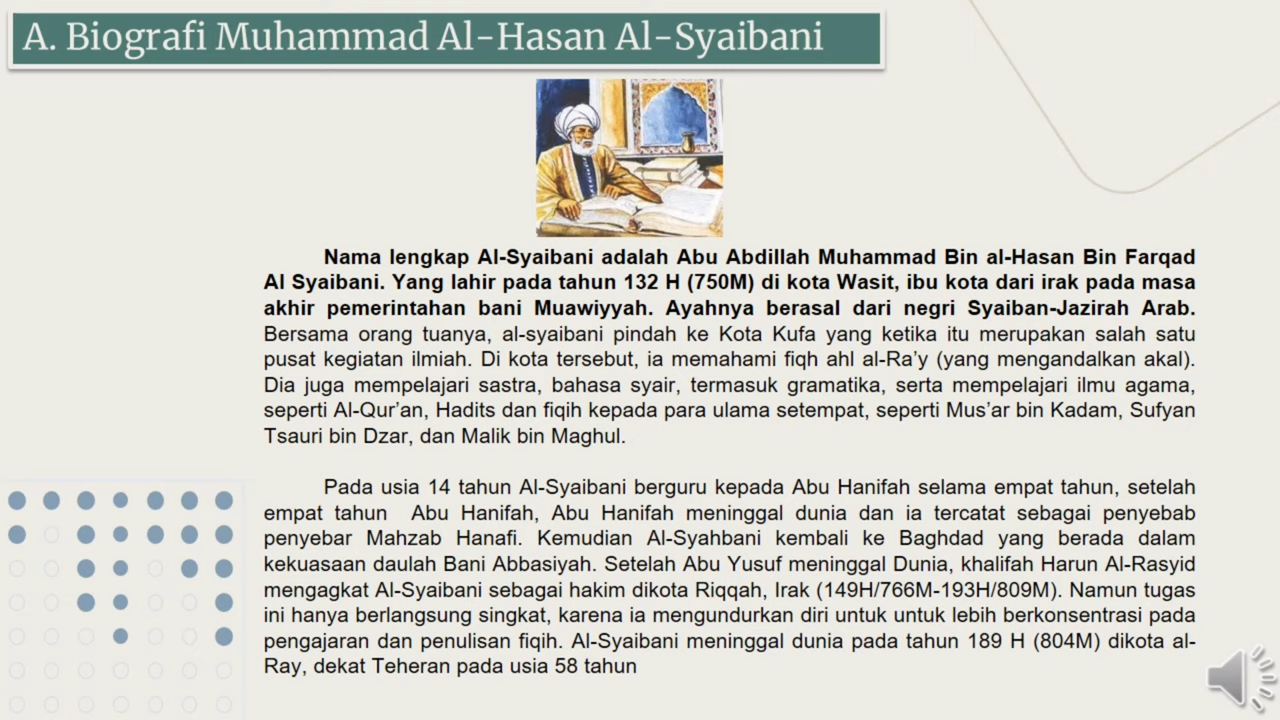 A. Biografi Muhammad Al-Hasan Al-Syaibani
Nama lengkap Al-Syaibani adalah Abu Abdillah Muhammad Bin al-Hasan Bin Farqad
Al Syaibani. Yang lahir pada tahun 132 H (750M) di kota Wasit, ibu kota dari irak pada masa
akhir pemerintahan bani Muawiyyah. Ayahnya berasal dari negri Syaiban-Jazirah Arab.
Bersama orang tuanya, al-syaibani pindah ke Kota Kufa yang ketika itu merupakan salah satu
pusat kegiatan ilmiah. Di kota tersebut, ia memahami fiqh ahl al-Ra’y (yang mengandalkan akal).
Dia juga mempelajari sastra, bahasa syair, termasuk gramatika, serta mempelajari ilmu agama,
seperti Al-Qur’an, Hadits dan fiqih kepada para ulama setempat, seperti Mus’ar bin Kadam, Sufyan
Tsauri bin Dzar, dan Malik bin Maghul.
Pada usia 14 tahun Al-Syaibani berguru kepada Abu Hanifah selama empat tahun, setelah
empat tahun Abu Hanifah, Abu Hanifah meninggal dunia dan ia tercatat sebagai penyebab
penyebar Mahzab Hanafi. Kemudian Al-Syahbani kembali ke Baghdad yang berada dalam
kekuasaan daulah Bani Abbasiyah. Setelah Abu Yusuf meninggal Dunia, khalifah Harun Al-Rasyid
mengagkat Al-Syaibani sebagai hakim dikota Riqqah, Irak (149H/766M-193H/809M). Namun tugas
ini hanya berlangsung singkat, karena ia mengundurkan diri untuk untuk lebih berkonsentrasi pada
pengajaran dan penulisan fiqih. Al-Syaibani meninggal dunia pada tahun 189 H (804M) dikota al-
Ray, dekat Teheran pada usia 58 tahun